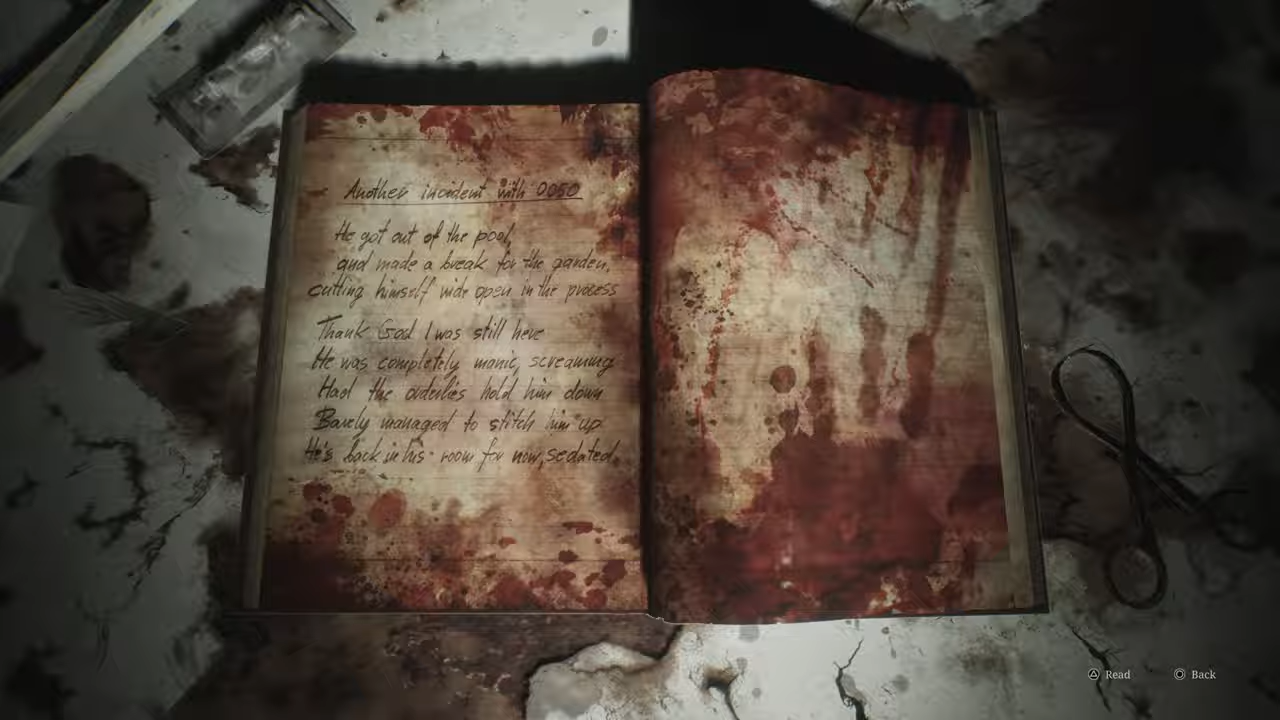 Another incident with 0050
He got out of the pool,
and made a break for the garden,
cutting himself wide open in the process
Thank God I was still here
He was completely manic, screaming
Had the orderlies hold him down
Barely managed to stitch him up
He's back in his room for now, sedated.
Read
Back